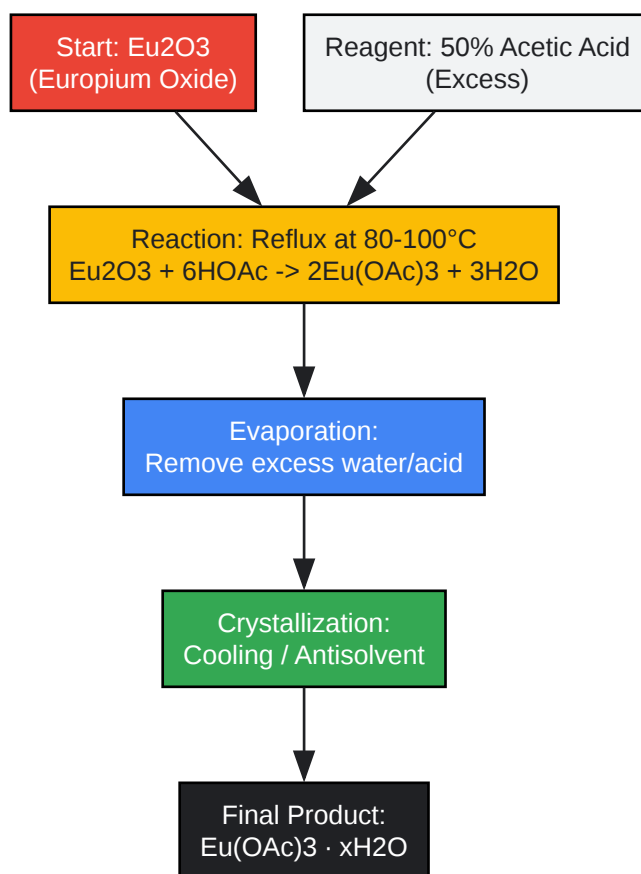 Start: Eu2O3
(Europium Oxide)
Reagent: 50% Acetic Acid
(Excess)
Reaction: Reflux at 80-100°C
Eu2O3 + 6HOAc -> 2Eu(OAc)3 + 3H2O
Evaporation:
Remove excess water/acid
Crystallization:
Cooling / Antisolvent
Final Product:
Eu(OAc)3 · xH2O